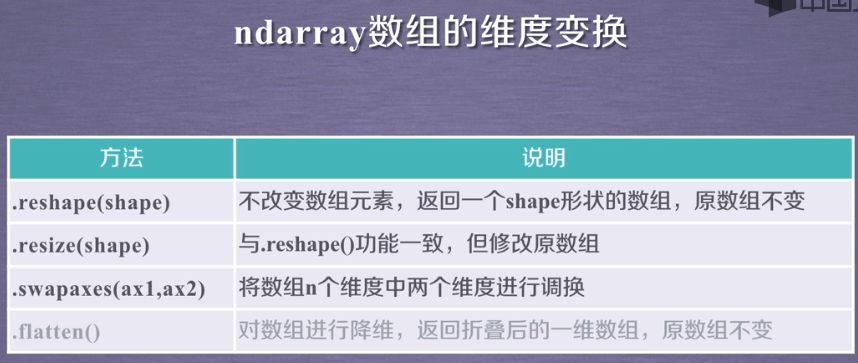 ndarray数组的维度变换
方法 说明
.reshape(shape) 不改变数组元素，返回一个shape形状的数组，原数组不变
.resize(shape) 与.reshape()功能一致，但修改原数组
.swapaxes(ax1,ax2) 将数组n个维度中两个维度进行调换
.flatten() 对数组进行降维，返回折叠后的一维数组，原数组不变